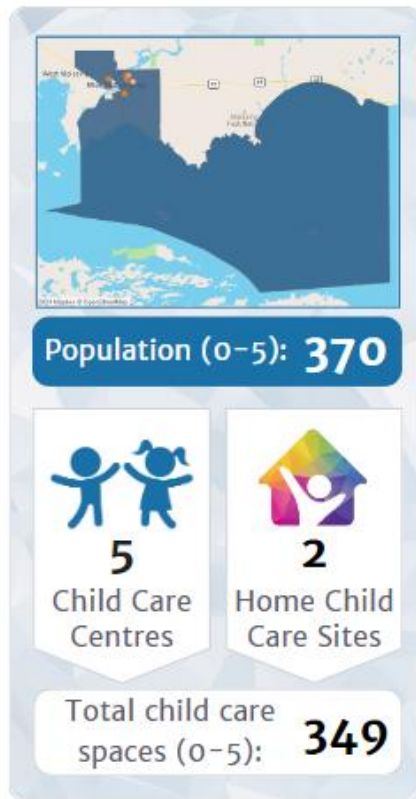 Population (0-5): 370
5
Child Care
Centres
2
Home Child
Care Sites
Total child care
spaces (0-5): 349